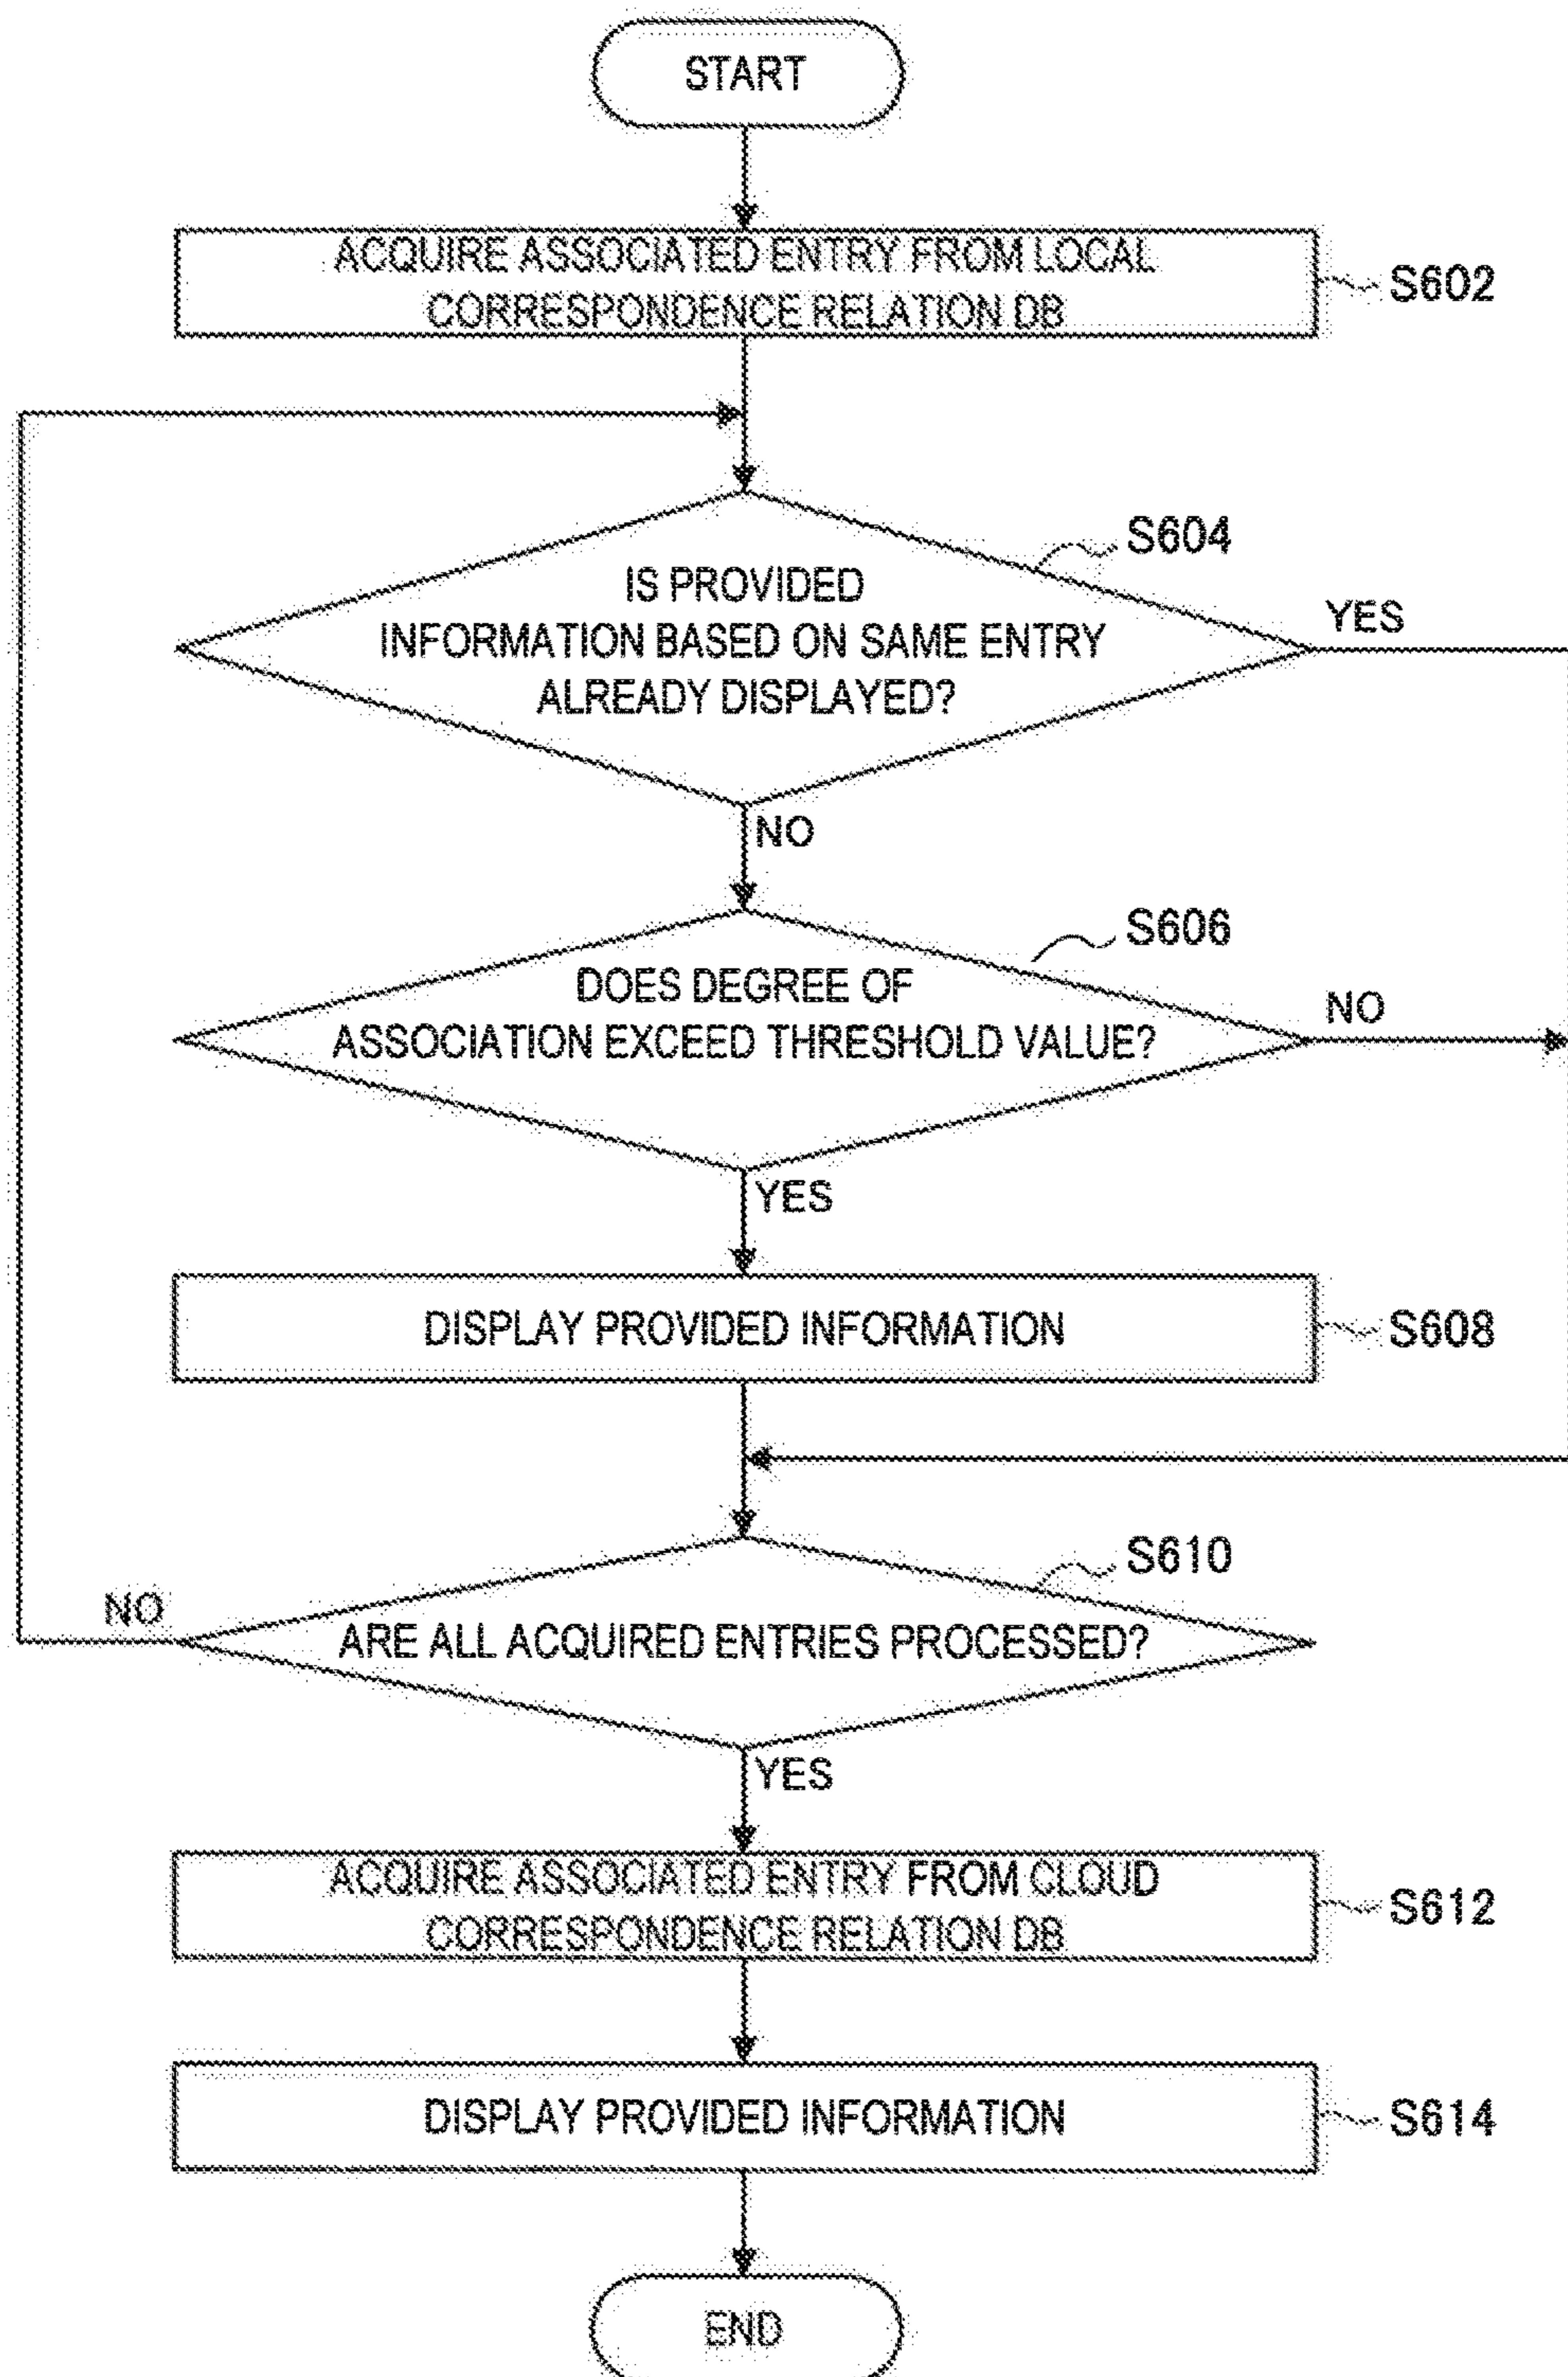 START
ACQUIRE ASSOCIATED ENTRY FROM LOCAL
CORRESPONDENCE RELATION DB
S602
S604
IS PROVIDED
INFORMATION BASED ON SAME ENTRY
ALREADY DISPLAYED?
YES
NO
S606
DOES DEGREE OF
ASSOCIATION EXCEED THRESHOLD VALUE?
NO
YES
DISPLAY PROVIDED INFORMATION
S608
S610
NO
ARE ALL ACQUIRED ENTRIES PROCESSED?
YES
ACQUIRE ASSOCIATED ENTRY FROM CLOUD
CORRESPONDENCE RELATION DB
S612
DISPLAY PROVIDED INFORMATION
S614
END